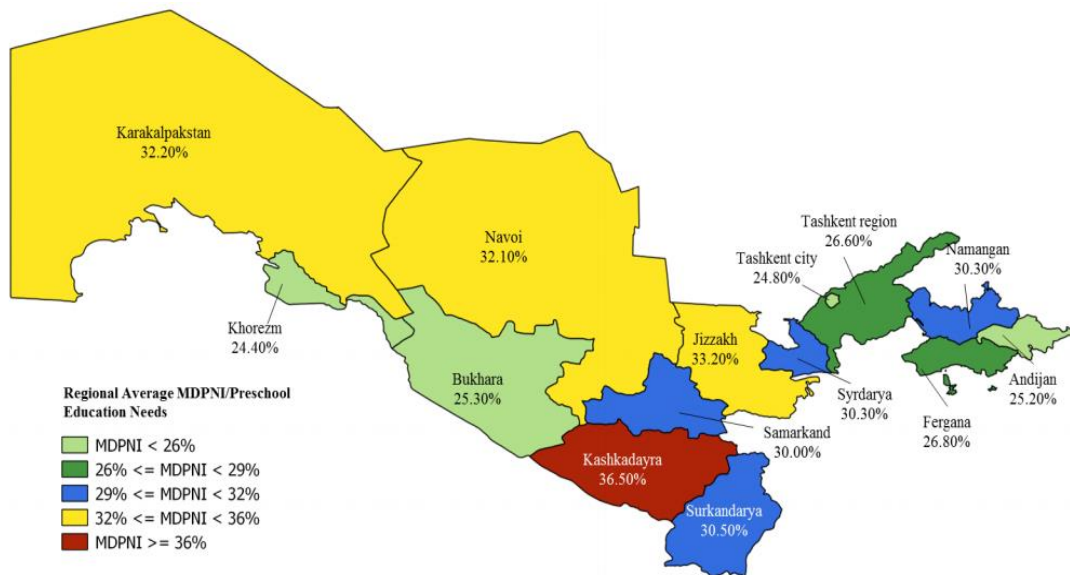 Karakalpakstan
32.20%
Navoi
32.10%
Tashkent region
26.60%
Tashkent city
24.80%
Namangan
30.30%
Khorezm
24.40%
Bukhara
25.30%
Jizzakh
33.20%
Syrdarya
30.30%
Andijan
25.20%
Fergana
26.80%
Samarkand
30.00%
Kashkadayra
36.50%
Surkandarya
30.50%
Regional Average MDPNI/Preschool
Education Needs
MDPNI < 26%
26% <= MDPNI < 29%
29% <= MDPNI < 32%
32% <= MDPNI < 36%
MDPNI >= 36%